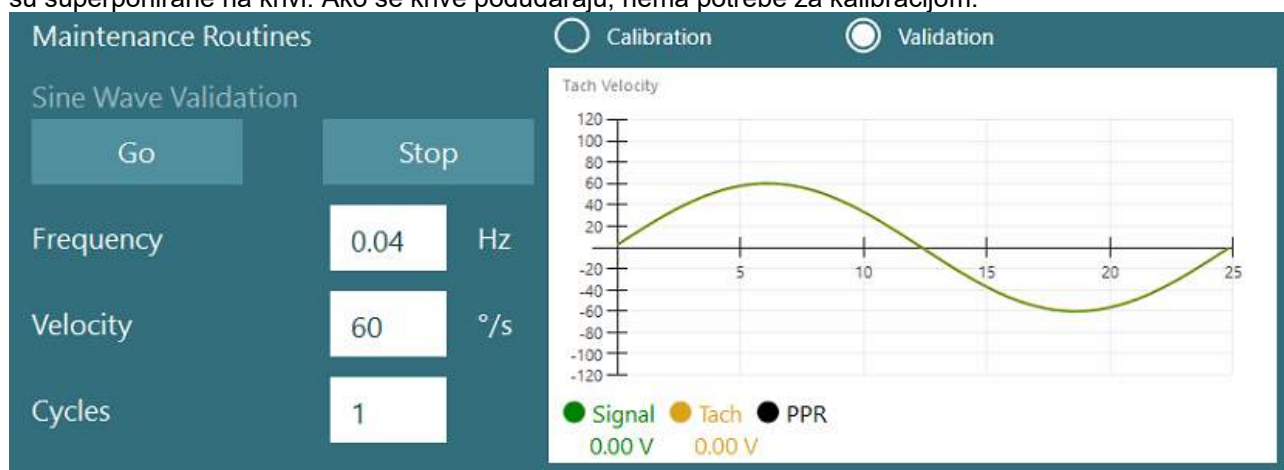 su superponirane na krivi. Ako se krive podudaraju, nema potrebe za kalibracijom.
Maintenance Routines
Calibration Validation
Sine Wave Validation
Go Stop
Frequency 0.04 Hz
Velocity 60 °/s
Cycles 1
Tach Velocity
120
100
80
60
40
20
-20
-40
-60
-80
-100
-120
5 10 15 20 25
Signal Tach PPR
0.00 V 0.00 V